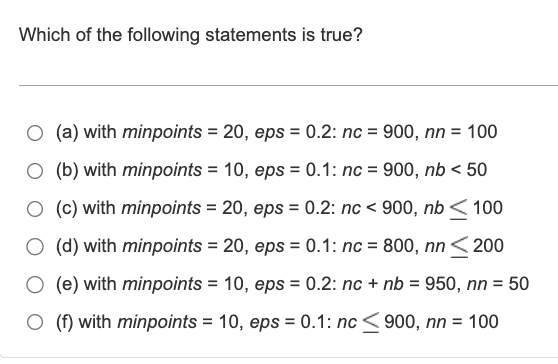 Which of the following statements is true?
(a) with minpoints = 20, eps = 0.2: nc = 900, nn = 100
(b) with minpoints = 10, eps = 0.1: nc = 900, nb < 50
(c) with minpoints = 20, eps = 0.2: nc < 900, nb ≤ 100
(d) with minpoints = 20, eps = 0.1: nc = 800, nn ≤ 200
(e) with minpoints = 10, eps = 0.2: nc + nb = 950, nn = 50
(f) with minpoints = 10, eps = 0.1: nc ≤ 900, nn = 100